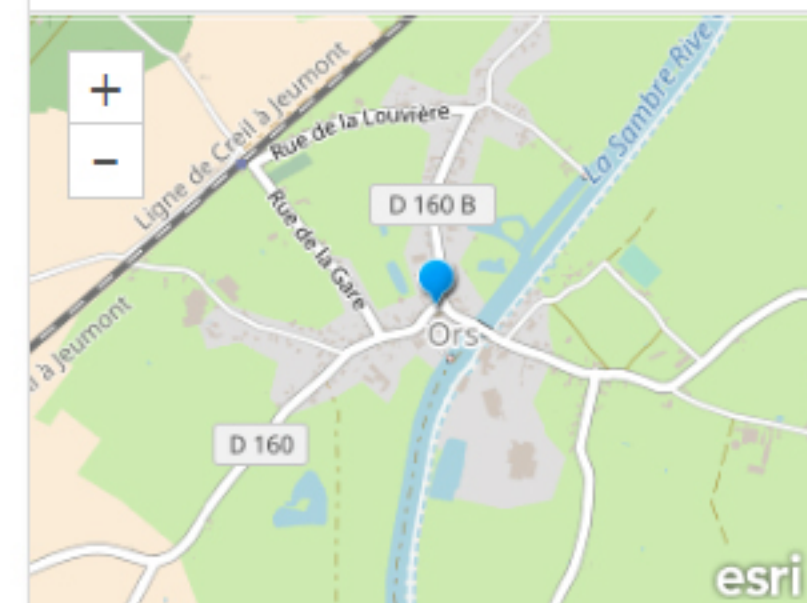 +
−
Ligne de Creil à Jeumont
Rue de la Louvière
La Sambre Rive
D 160 B
Rue de la Gare
Ors
à Jeumont
D 160
esri